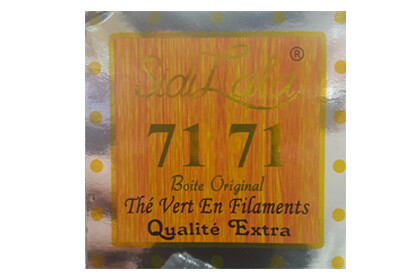 ®
71 71
Boite Original
Thé Vert En Filaments
Qualité Extra